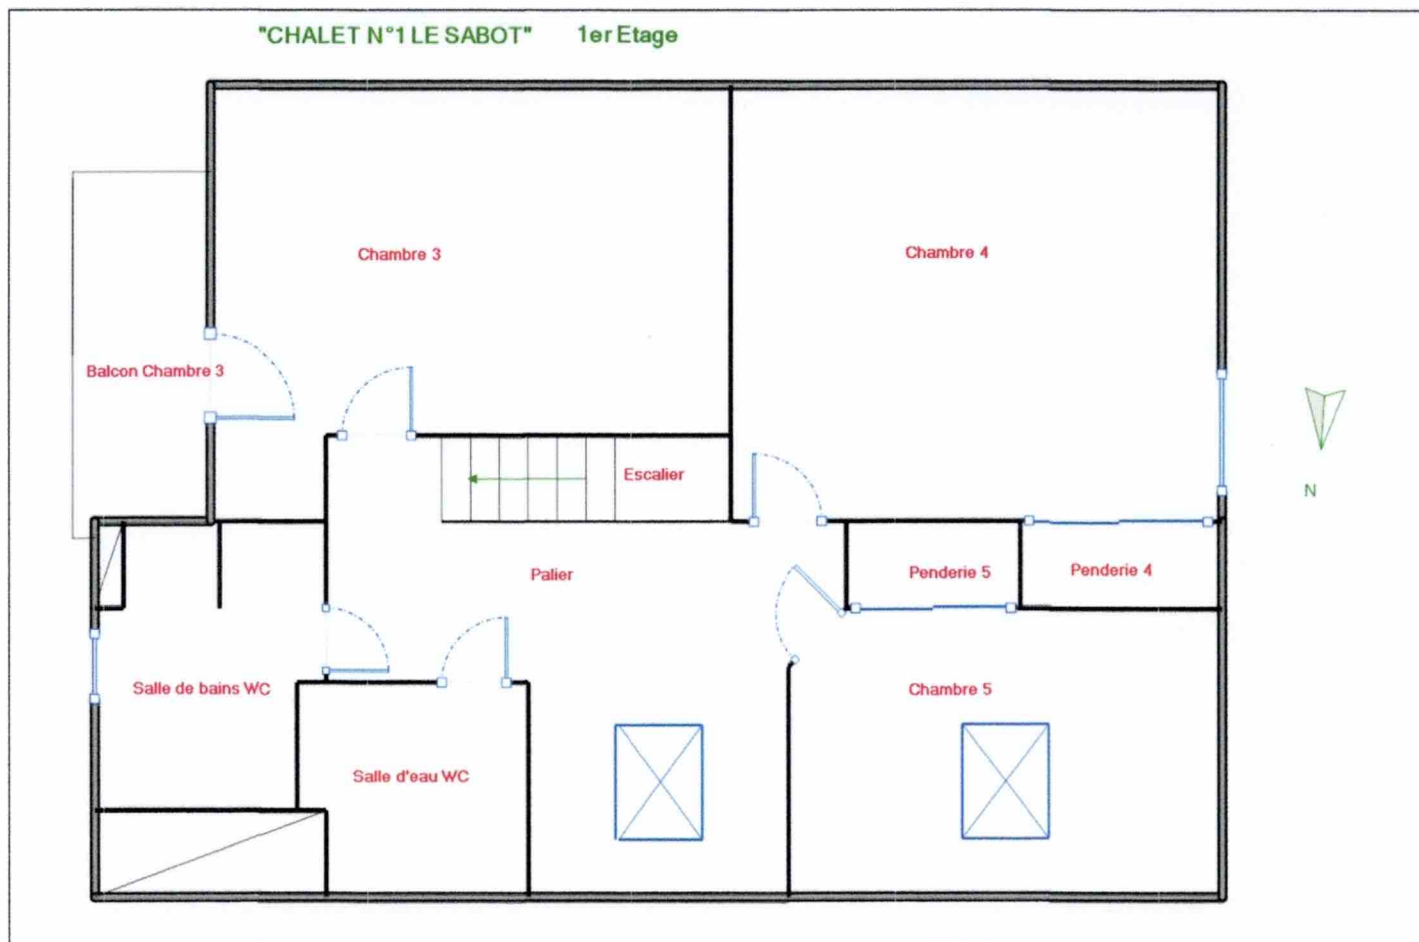 "CHALET N°1 LE SABOT" 1er Etage
Chambre 3
Chambre 4
Balcon Chambre 3
Escalier
N
Palier
Penderie 5
Penderie 4
Salle de bains WC
Chambre 5
Salle d'eau WC